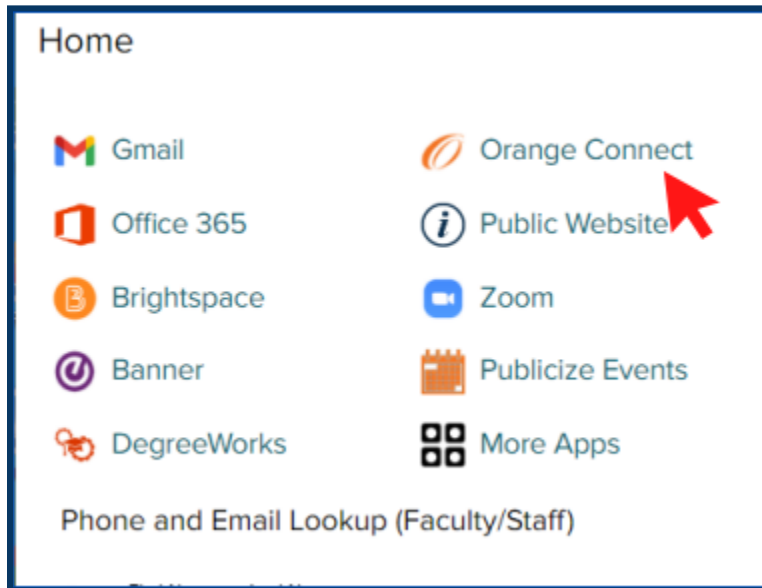 Home
Gmail
Orange Connect
Office 365
Public Website
Brightspace
Zoom
Banner
Publicize Events
DegreeWorks
More Apps
Phone and Email Lookup (Faculty/Staff)